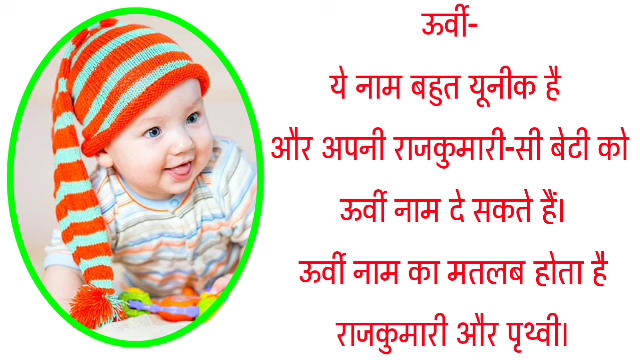 ऊर्वी-
ये नाम बहुत यूनीक है
और अपनी राजकुमारी-सी बेटी को
ऊर्वी नाम दे सकते हैं।
ऊर्वी नाम का मतलब होता है
राजकुमारी और पृथ्वी।